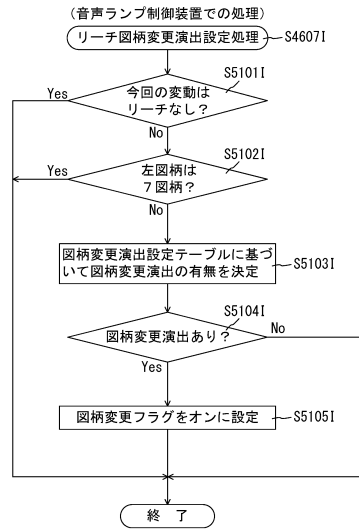 (音声ランプ制御装置での処理)
リーチ図柄変更演出設定処理
S4607I
S5101I
今回の変動は
リーチなし？
Yes
No
S5102I
左図柄は
７図柄？
Yes
No
図柄変更演出設定テーブルに基づ
いて図柄変更演出の有無を決定
S5103I
S5104I
図柄変更演出あり？
No
Yes
図柄変更フラグをオンに設定
S5105I
終 了